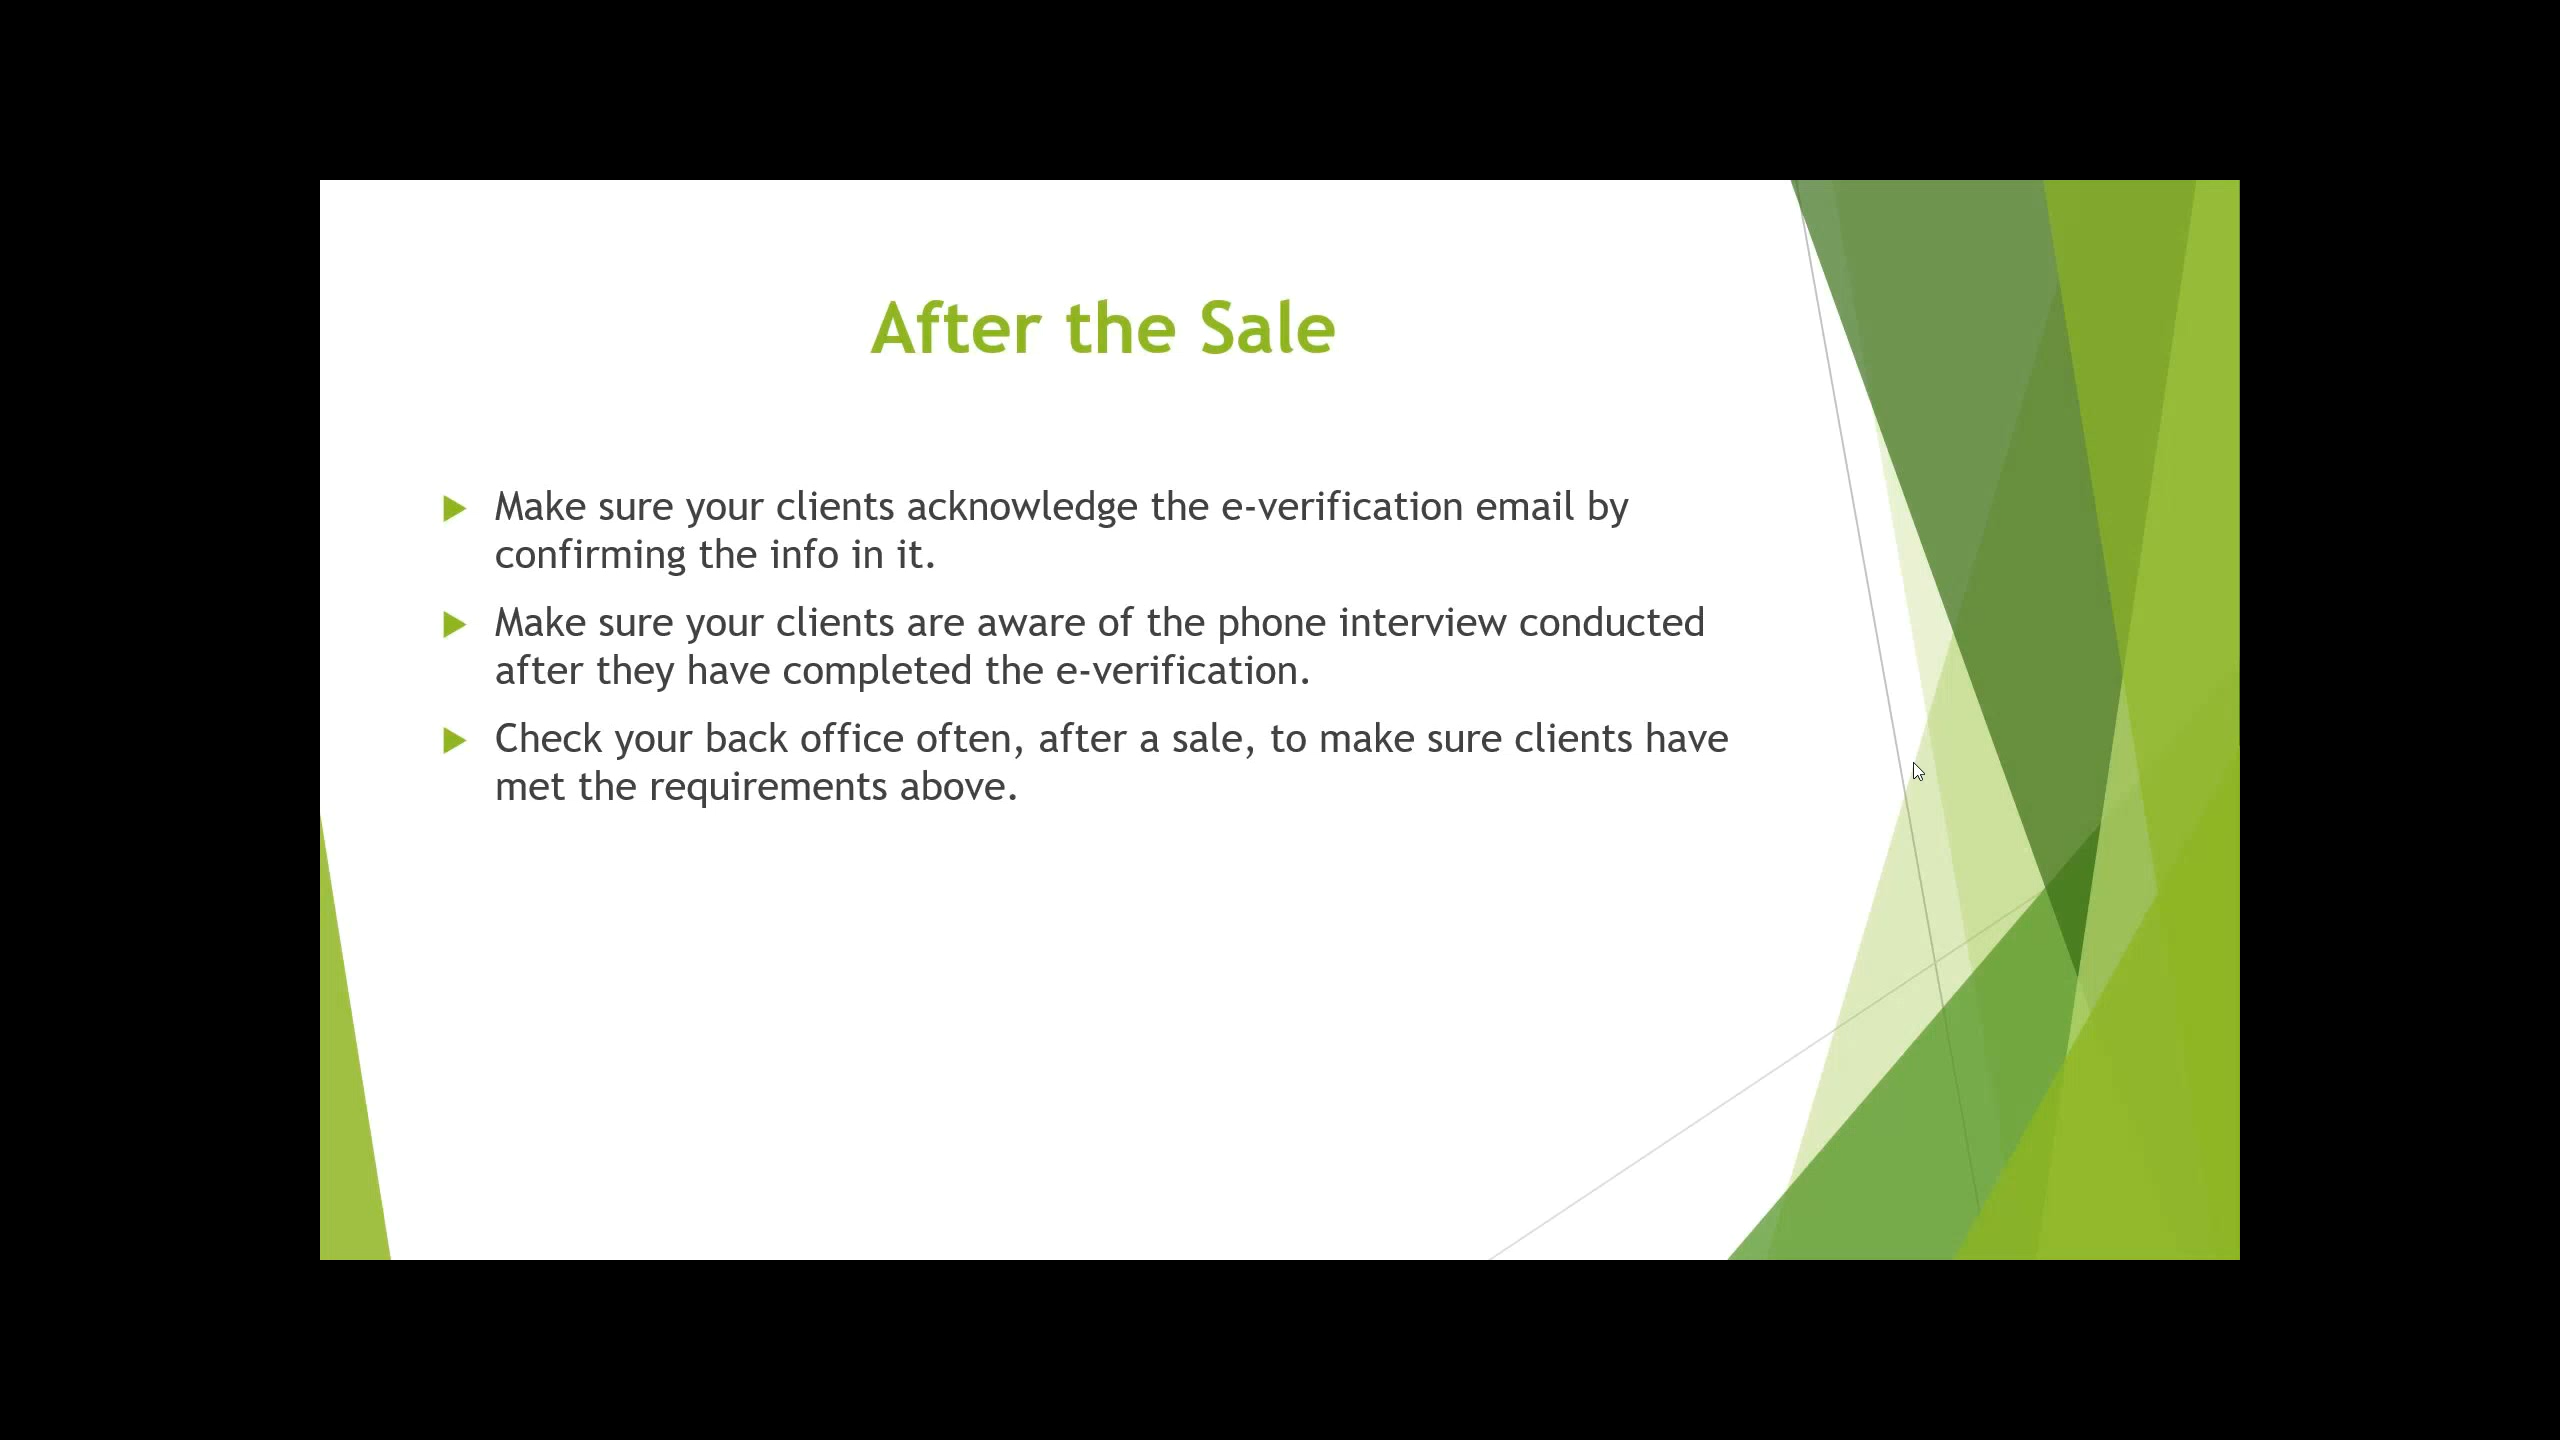 After the Sale
Make sure your clients acknowledge the e-verification email by
confirming the info in it.
Make sure your clients are aware of the phone interview conducted
after they have completed the e-verification.
Check your back office often, after a sale, to make sure clients have
met the requirements above.